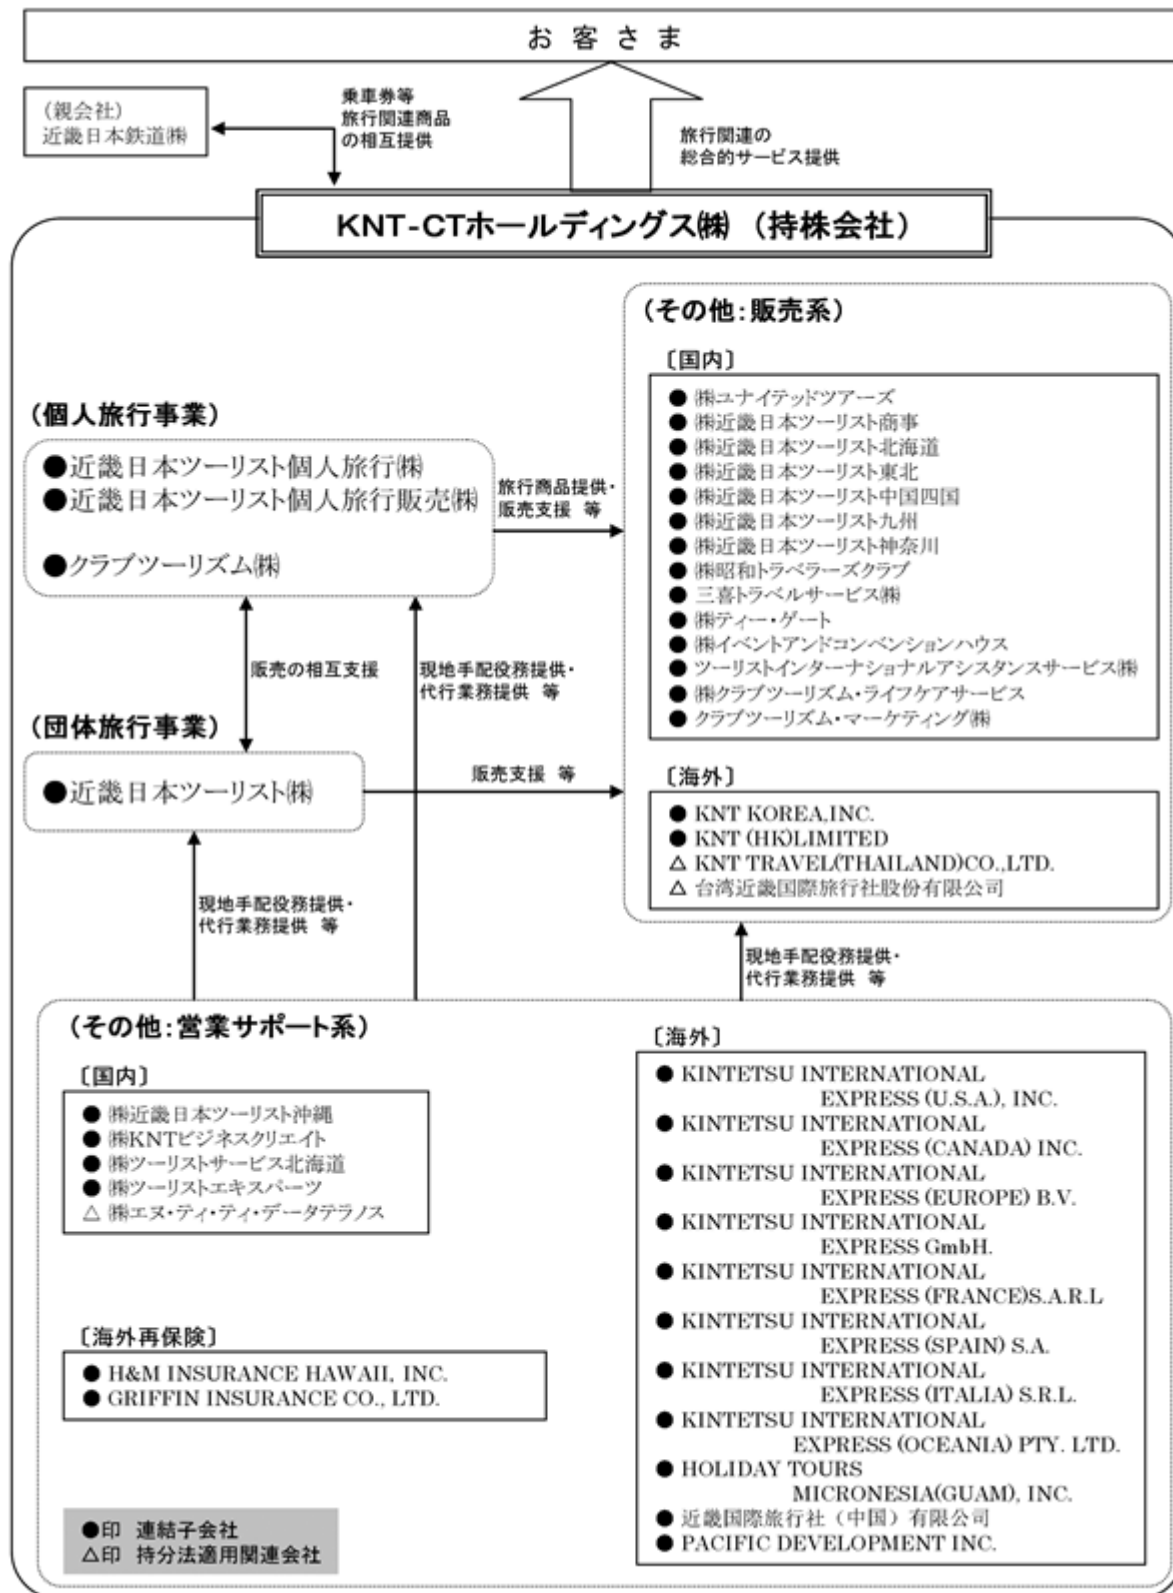 お客さま
(親会社)
近畿日本鉄道㈱
乗車券等
旅行関連商品
の相互提供
旅行関連の
総合的サービス提供
KNT-CTホールディングス㈱ （持株会社）
（その他：販売系）
〔国内〕
●㈱ユナイテッドツアーズ
●㈱近畿日本ツーリスト商事
●㈱近畿日本ツーリスト北海道
●㈱近畿日本ツーリスト東北
●㈱近畿日本ツーリスト中国四国
●㈱近畿日本ツーリスト九州
●㈱近畿日本ツーリスト神奈川
●㈱昭和トラベラーズクラブ
●三喜トラベルサービス㈱
●㈱ティー・ゲート
●㈱イベントアンドコンベンションハウス
●ツーリストインターナショナルアシスタンスサービス㈱
●㈱クラブツーリズム・ライフケアサービス
●クラブツーリズム・マーケティング㈱
〔海外〕
●KNT KOREA,INC.
●KNT (HK)LIMITED
△KNT TRAVEL(THAILAND)CO.,LTD.
△台湾近畿国際旅行社股份有限公司
（個人旅行事業）
●近畿日本ツーリスト個人旅行㈱
●近畿日本ツーリスト個人旅行販売㈱
●クラブツーリズム㈱
旅行商品提供・
販売支援 等
販売の相互支援
現地手配役務提供・
代行業務提供 等
（団体旅行事業）
●近畿日本ツーリスト㈱
販売支援 等
現地手配役務提供・
代行業務提供 等
現地手配役務提供・
代行業務提供 等
（その他：営業サポート系）
〔国内〕
●㈱近畿日本ツーリスト沖縄
●㈱KNTビジネスクリエイト
●㈱ツーリストサービス北海道
●㈱ツーリストエキスパーツ
△㈱エヌ・ティ・ティ・データテラノス
〔海外再保険〕
●H&M INSURANCE HAWAII, INC.
●GRIFFIN INSURANCE CO., LTD.
〔海外〕
●KINTETSU INTERNATIONAL
EXPRESS (U.S.A.), INC.
●KINTETSU INTERNATIONAL
EXPRESS (CANADA) INC.
●KINTETSU INTERNATIONAL
EXPRESS (EUROPE) B.V.
●KINTETSU INTERNATIONAL
EXPRESS GmbH.
●KINTETSU INTERNATIONAL
EXPRESS (FRANCE)S.A.R.L
●KINTETSU INTERNATIONAL
EXPRESS (SPAIN) S.A.
●KINTETSU INTERNATIONAL
EXPRESS (ITALIA) S.R.L.
●KINTETSU INTERNATIONAL
EXPRESS (OCEANIA) PTY. LTD.
●HOLIDAY TOURS
MICRONESIA(GUAM), INC.
●近畿国際旅行社（中国）有限公司
●PACIFIC DEVELOPMENT INC.
●印 連結子会社
△印 持分法適用関連会社